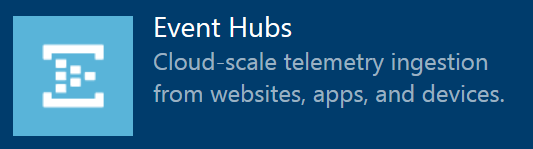 Event Hubs
Cloud-scale telemetry ingestion
from websites, apps, and devices.